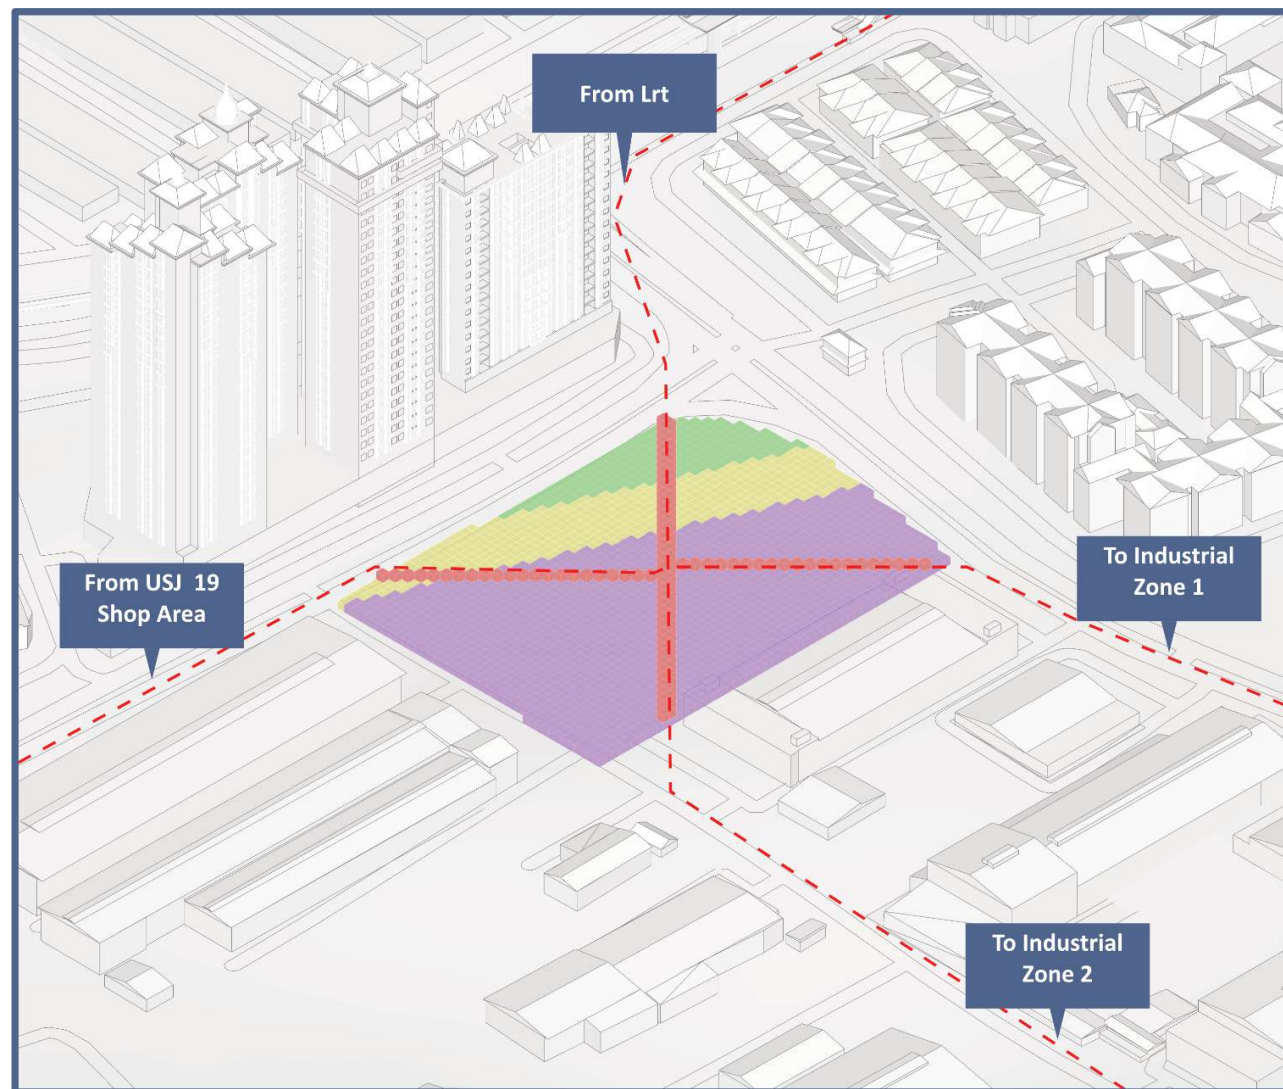 From Lrt
From USJ 19
Shop Area
To Industrial
Zone 1
To Industrial
Zone 2